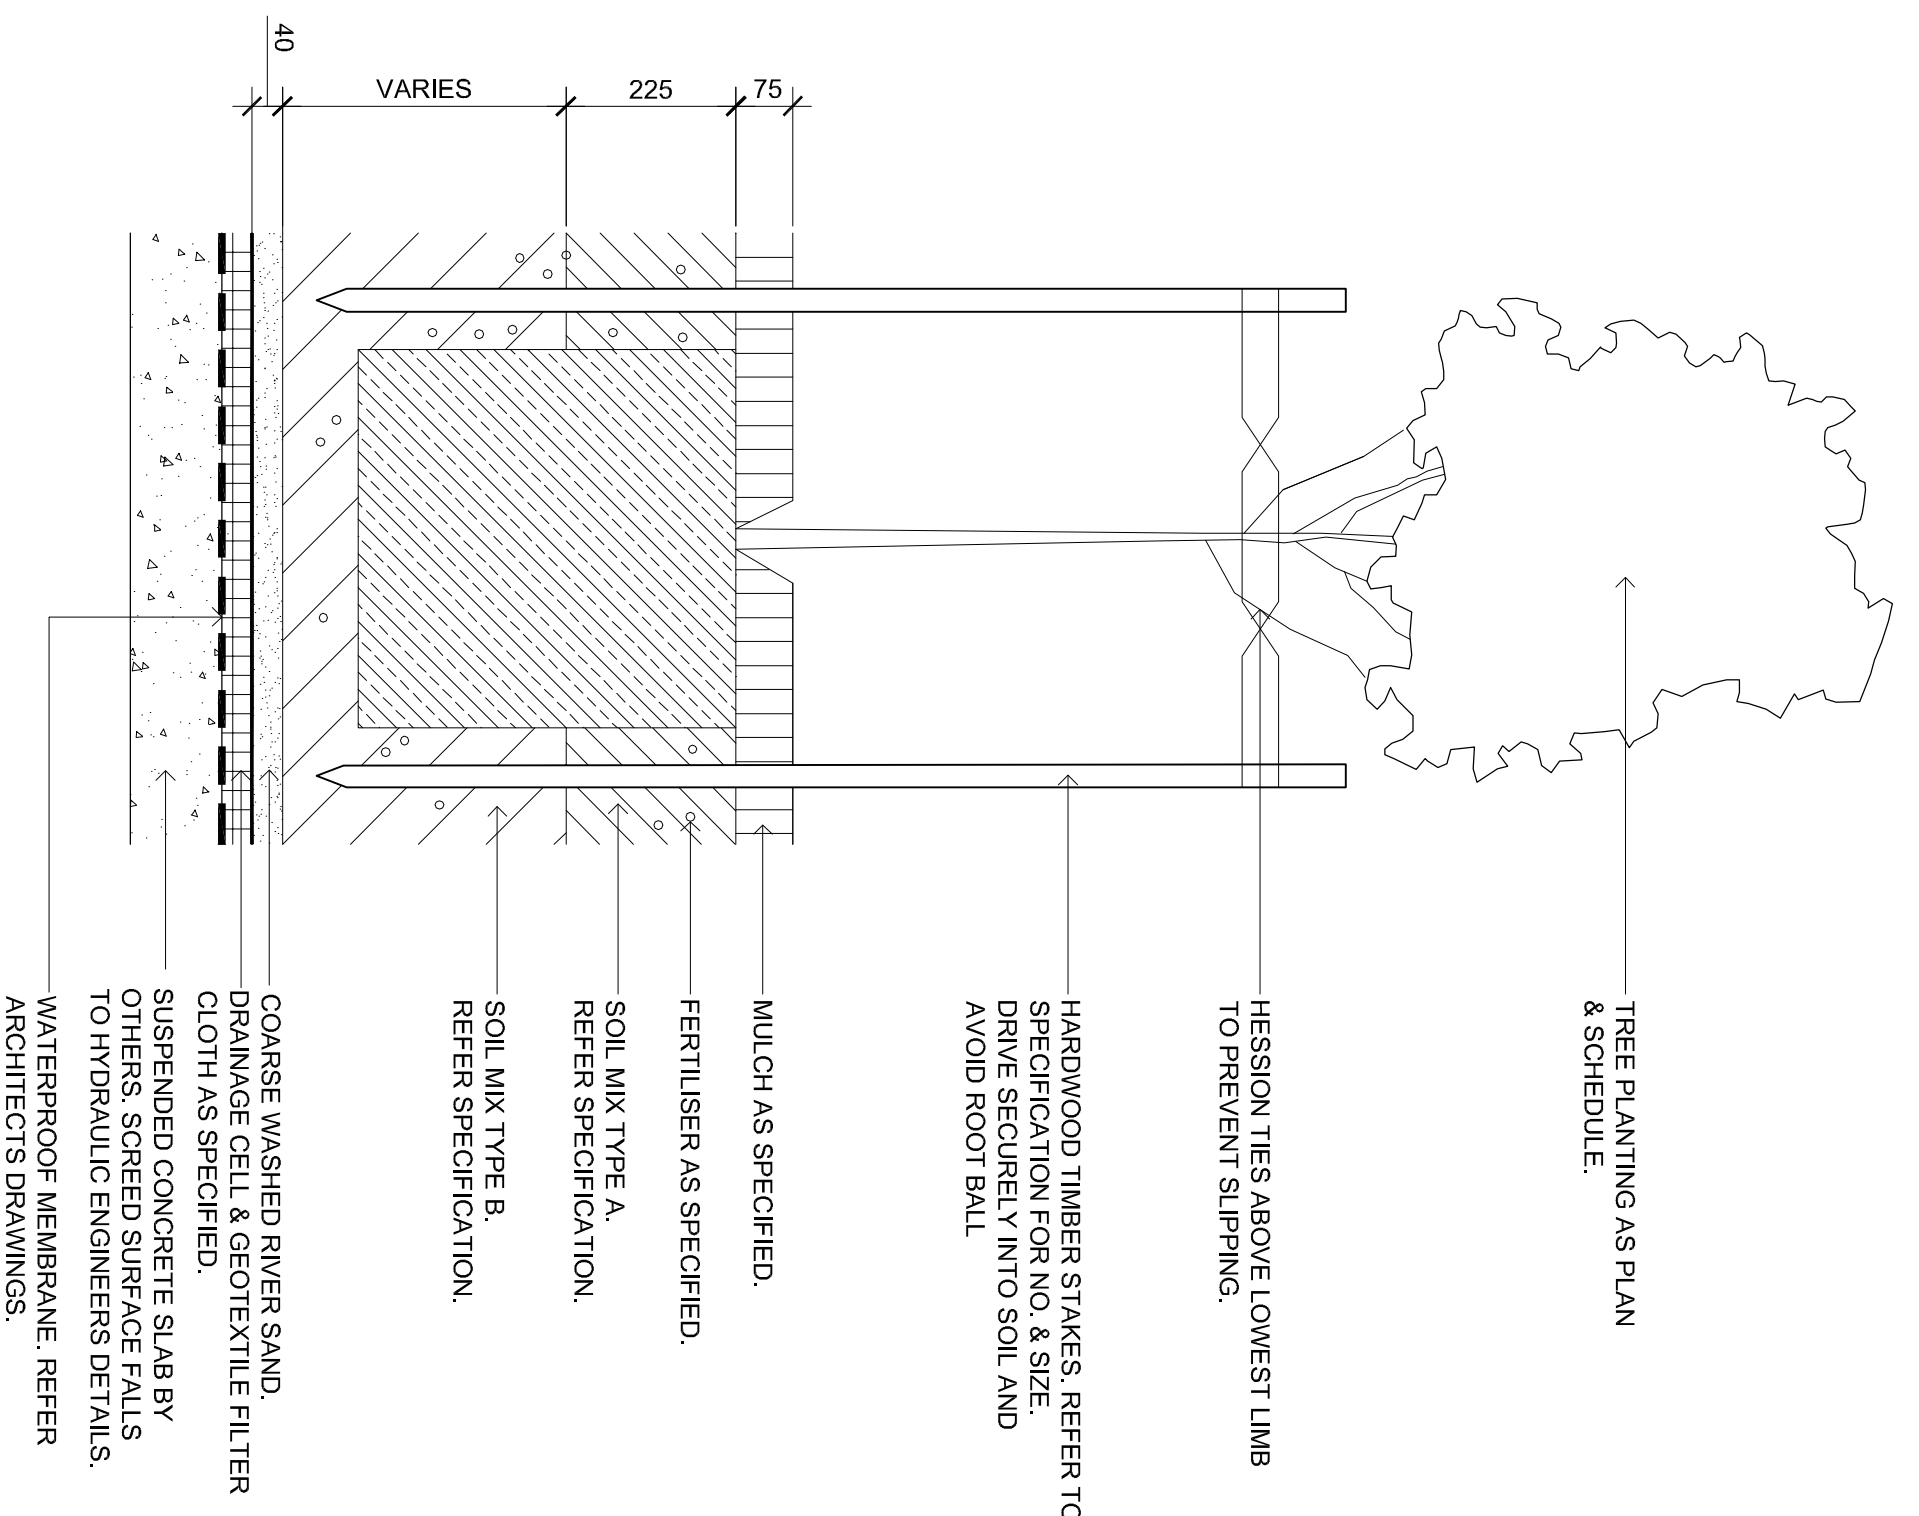 TREE PLANTING AS PLAN
& SCHEDULE.
HESSION TIES ABOVE LOWEST LIMB
TO PREVENT SLIPPING.
HARDWOOD TIMBER STAKES. REFER TO
SPECIFICATION FOR NO. & SIZE.
DRIVE SECURELY INTO SOIL AND
AVOID ROOT BALL
75
MULCH AS SPECIFIED.
225
FERTILISER AS SPECIFIED.
SOIL MIX TYPE A.
REFER SPECIFICATION.
VARIES
SOIL MIX TYPE B.
REFER SPECIFICATION.
40
COARSE WASHED RIVER SAND.
DRAINAGE CELL & GEOTEXTILE FILTER
CLOTH AS SPECIFIED.
SUSPENDED CONCRETE SLAB BY
OTHERS. SCREED SURFACE FALLS
TO HYDRAULIC ENGINEERS DETAILS.
WATERPROOF MEMBRANE. REFER
ARCHITECTS DRAWINGS.